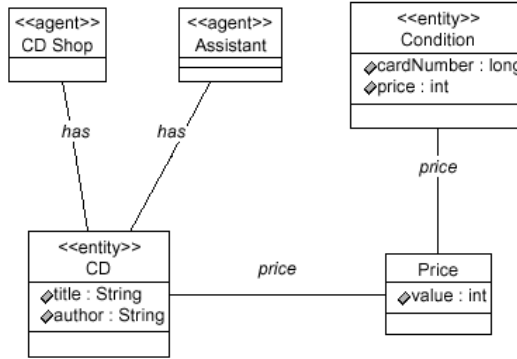 <<agent>>
CD Shop
<<agent>>
Assistant
<<entity>>
Condition
cardNumber : long
price : int
has
has
price
<<entity>>
CD
title : String
author : String
price
Price
value : int